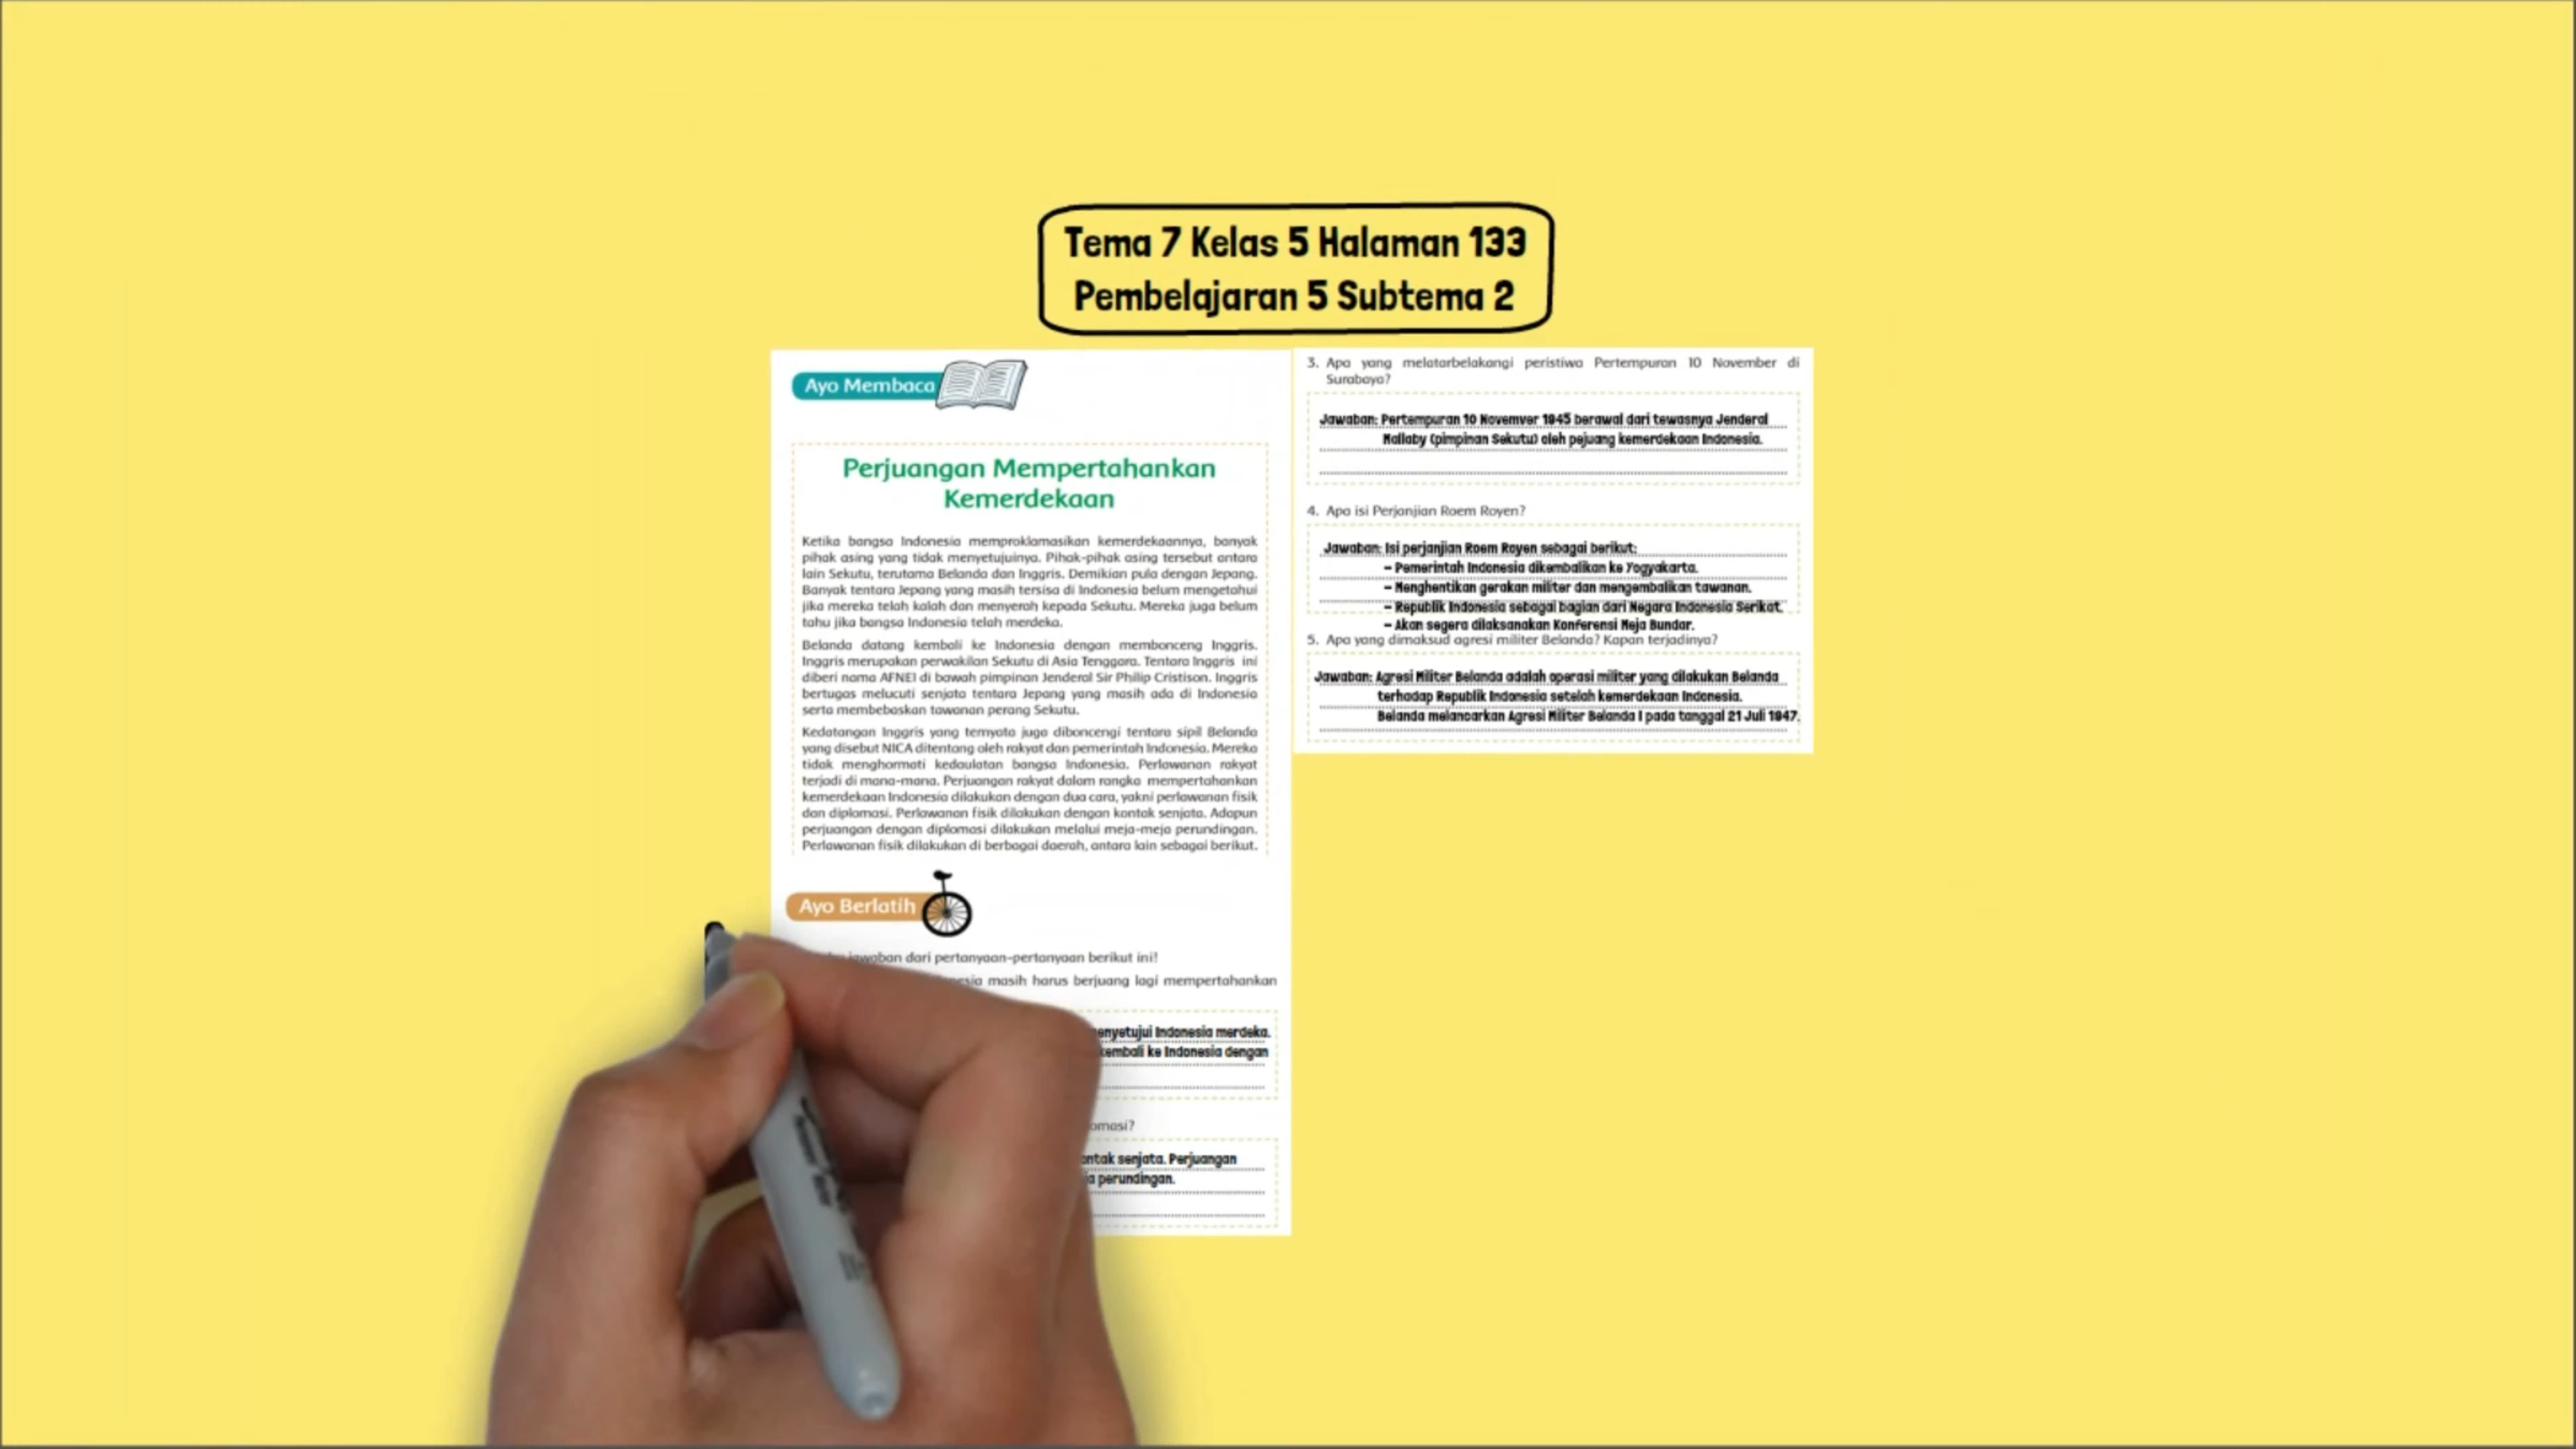 Tema 7 Kelas 5 Halaman 133
Pembelajaran 5 Subtema 2
Ayo Membaca
Perjuangan Mempertahankan
Kemerdekaan
Ketika bangsa Indonesia memproklamasikan kemerdekaannya, banyak
pihak asing yang tidak menyetujuinya. Pihak-pihak asing tersebut antara
lain Sekutu, terutama Belanda dan Inggris. Demikian pula dengan Jepang.
Banyak tentara Jepang yang masih tersisa di Indonesia belum mengetahui
jika mereka telah kalah dan menyerah kepada Sekutu. Mereka juga belum
tahu jika bangsa Indonesia telah merdeka.
Belanda datang kembali ke Indonesia dengan membonceng Inggris.
Inggris merupakan perwakilan Sekutu di Asia Tenggara. Tentara Inggris ini
diberi nama AFNEI di bawah pimpinan Jenderal Sir Philip Cristison. Inggris
bertugas melucuti senjata tentara Jepang yang masih ada di Indonesia
serta membebaskan tawanan perang Sekutu.
Kedatangan Inggris yang ternyata juga diboncengi tentara sipil Belanda
yang disebut NICA ditentang oleh rakyat dan pemerintah Indonesia. Mereka
tidak menghormati kedaulatan bangsa Indonesia. Perlawanan rakyat
terjadi di mana-mana. Perjuangan rakyat dalam rangka mempertahankan
kemerdekaan Indonesia dilakukan dengan dua cara, yakni perlawanan fisik
dan diplomasi. Perlawanan fisik dilakukan dengan kontak senjata. Adapun
perjuangan dengan diplomasi dilakukan melalui meja-meja perundingan.
Perlawanan fisik dilakukan di berbagai daerah, antara lain sebagai berikut.
Ayo Berlatih
jawaban dari pertanyaan-pertanyaan berikut ini!
masih harus berjuang lagi mempertahankan
Indonesia merdeka.
ke Indonesia dengan
senjata. Perjuangan
perundingan.
3. Apa yang melatarbelakangi peristiwa Pertempuran 10 November di
Surabaya?
Jawaban: Pertempuran 10 Novemver 1945 berawal dari tewasnya Jenderal
Mallaby (pimpinan Sekutu) oleh pejuang kemerdekaan Indonesia.
4. Apa isi Perjanjian Roem Royen?
Jawaban: Isi perjanjian Roem Royen sebagai berikut:
- Pemerintah Indonesia dikembalikan ke Yogyakarta.
- Menghentikan gerakan militer dan mengembalikan tawanan.
- Republik Indonesia sebagai bagian dari Negara Indonesia Serikat.
- Akan segera dilaksanakan Konferensi Meja Bundar.
5. Apa yang dimaksud agresi militer Belanda? Kapan terjadinya?
Jawaban: Agresi Militer Belanda adalah operasi militer yang dilakukan Belanda
terhadap Republik Indonesia setelah kemerdekaan Indonesia.
Belanda melancarkan Agresi Militer Belanda I pada tanggal 21 Juli 1947.